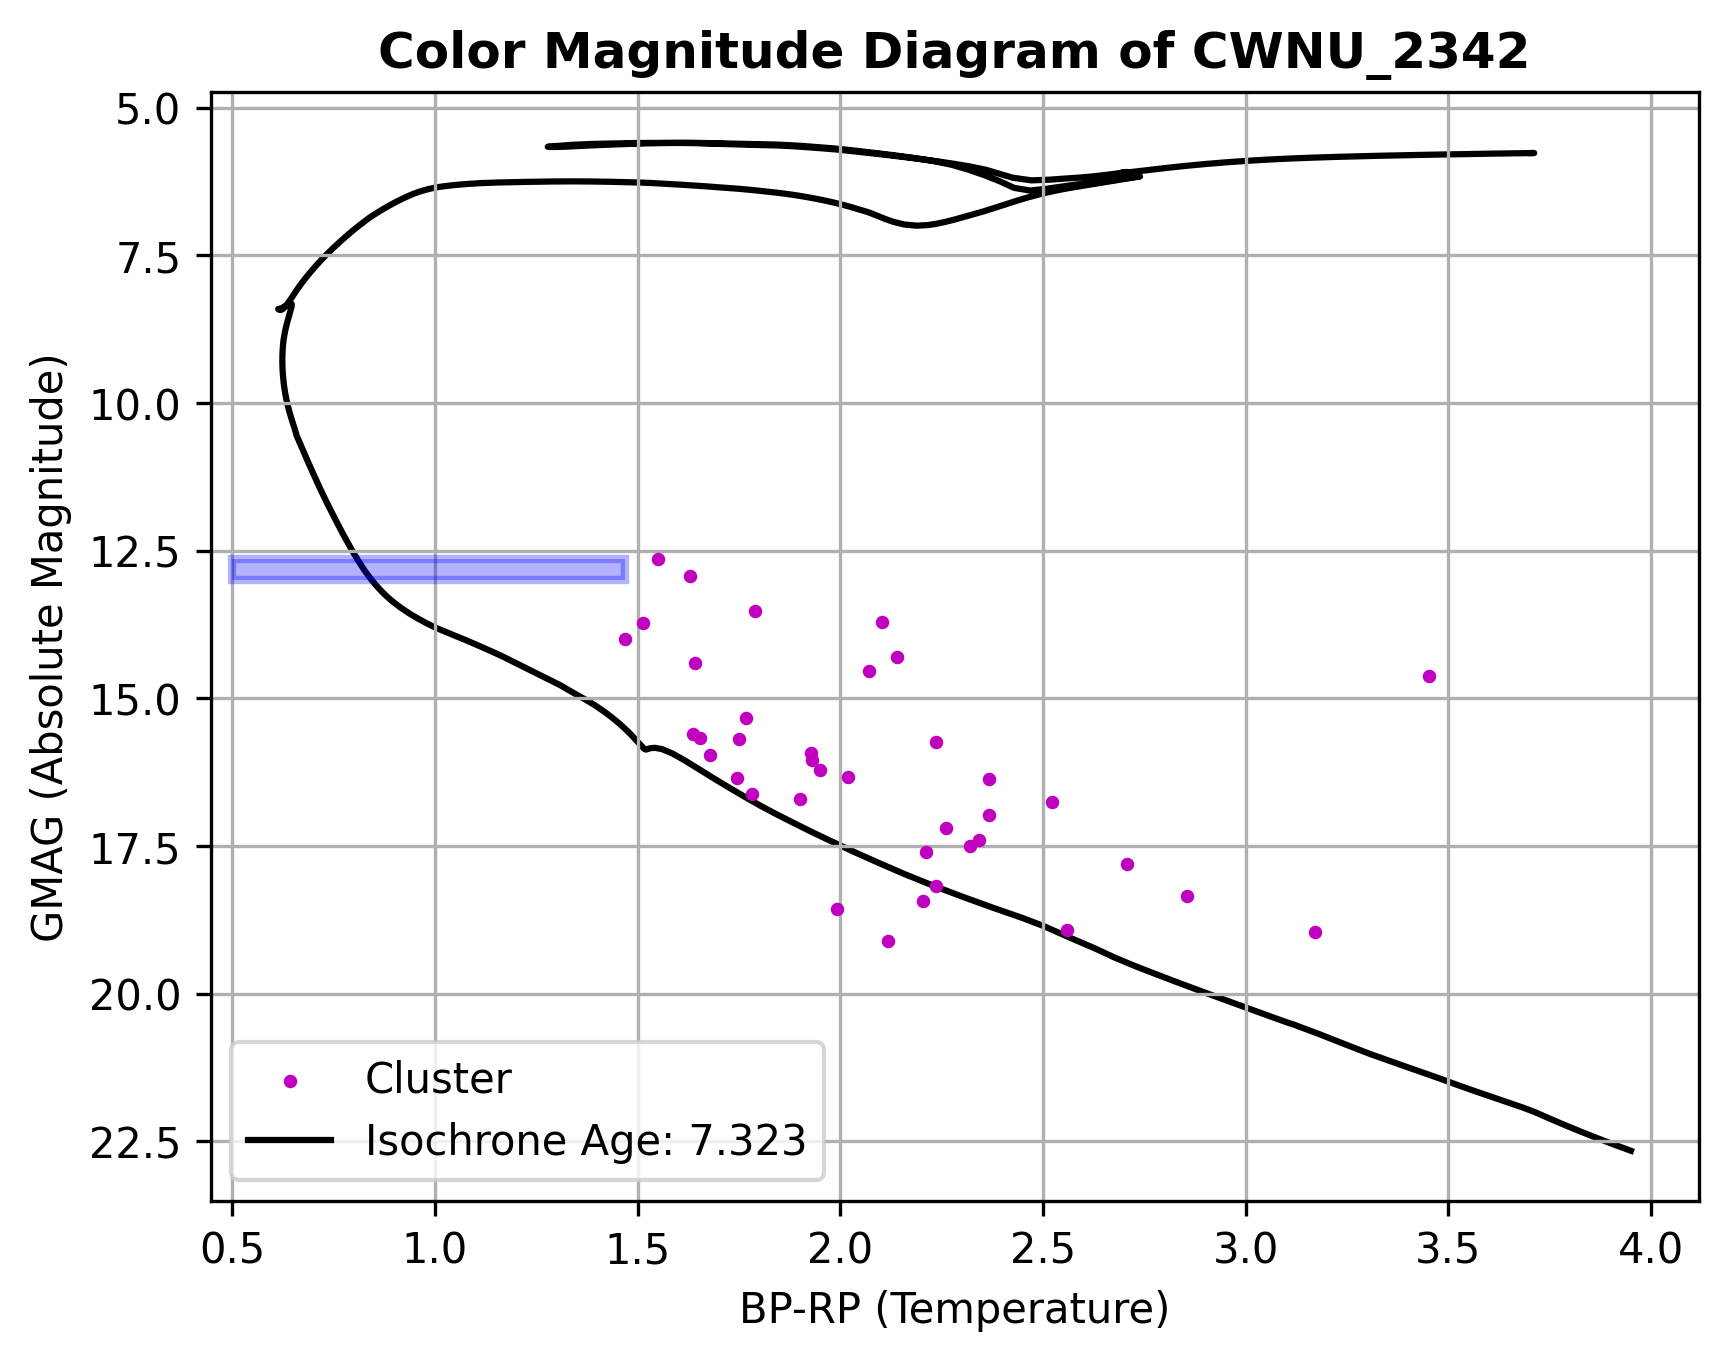 Color Magnitude Diagram of CWNU_2342
GMAG (Absolute Magnitude)
5.0
7.5
10.0
12.5
15.0
17.5
20.0
22.5
Cluster
Isochrone Age: 7.323
0.5 1.0 1.5 2.0 2.5 3.0 3.5 4.0
BP-RP (Temperature)